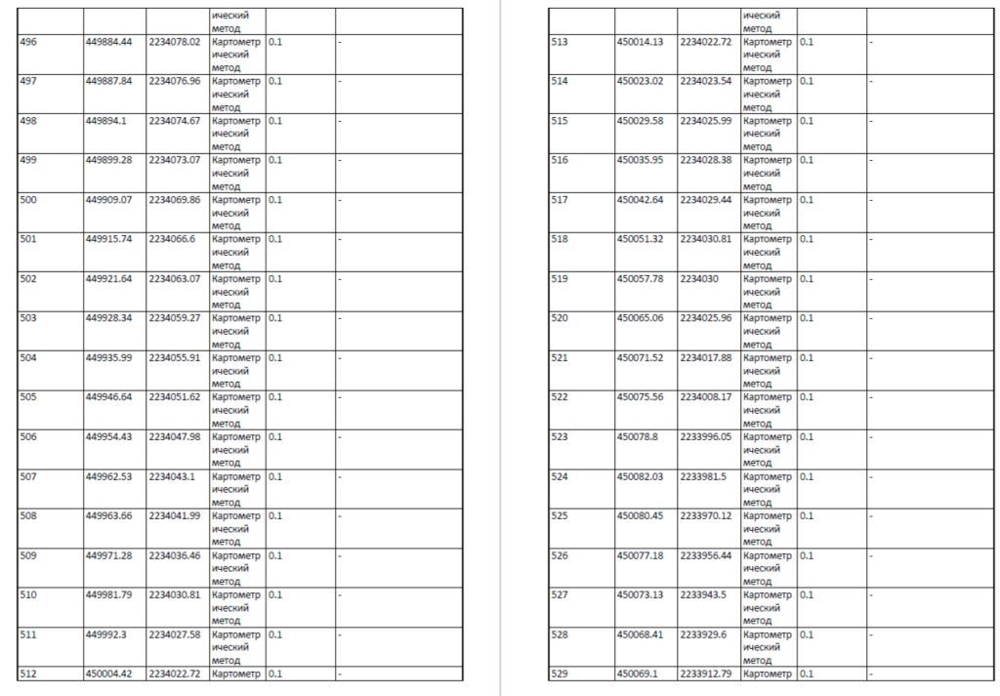 ический
метод
496 449884.44 2234078.02 Картометр 0.1 -
ический
метод
497 449887.84 2234076.96 Картометр 0.1 -
ический
метод
498 449894.1 2234074.67 Картометр 0.1 -
ический
метод
499 449899.28 2234073.07 Картометр 0.1 -
ический
метод
500 449909.07 2234069.86 Картометр 0.1 -
ический
метод
501 449915.74 2234066.6 Картометр 0.1 -
ический
метод
502 449921.64 2234063.07 Картометр 0.1 -
ический
метод
503 449928.34 2234059.27 Картометр 0.1 -
ический
метод
504 449935.99 2234055.91 Картометр 0.1 -
ический
метод
505 449946.64 2234051.62 Картометр 0.1 -
ический
метод
506 449954.43 2234047.98 Картометр 0.1 -
ический
метод
507 449962.53 2234043.1 Картометр 0.1 -
ический
метод
508 449963.66 2234041.99 Картометр 0.1 -
ический
метод
509 449971.28 2234036.46 Картометр 0.1 -
ический
метод
510 449981.79 2234030.81 Картометр 0.1 -
ический
метод
511 449992.3 2234027.58 Картометр 0.1 -
ический
метод
512 450004.42 2234022.72 Картометр 0.1 -
ический
метод
513 450014.13 2234022.72 Картометр 0.1 -
ический
метод
514 450023.02 2234023.54 Картометр 0.1 -
ический
метод
515 450029.58 2234025.99 Картометр 0.1 -
ический
метод
516 450035.95 2234028.38 Картометр 0.1 -
ический
метод
517 450042.64 2234029.44 Картометр 0.1 -
ический
метод
518 450051.32 2234030.81 Картометр 0.1 -
ический
метод
519 450057.78 2234030 Картометр 0.1 -
ический
метод
520 450065.06 2234025.96 Картометр 0.1 -
ический
метод
521 450071.52 2234017.88 Картометр 0.1 -
ический
метод
522 450075.56 2234008.17 Картометр 0.1 -
ический
метод
523 450078.8 2233996.05 Картометр 0.1 -
ический
метод
524 450082.03 2233981.5 Картометр 0.1 -
ический
метод
525 450080.45 2233970.12 Картометр 0.1 -
ический
метод
526 450077.18 2233956.44 Картометр 0.1 -
ический
метод
527 450073.13 2233943.5 Картометр 0.1 -
ический
метод
528 450068.41 2233929.6 Картометр 0.1 -
ический
метод
529 450069.1 2233912.79 Картометр 0.1 -